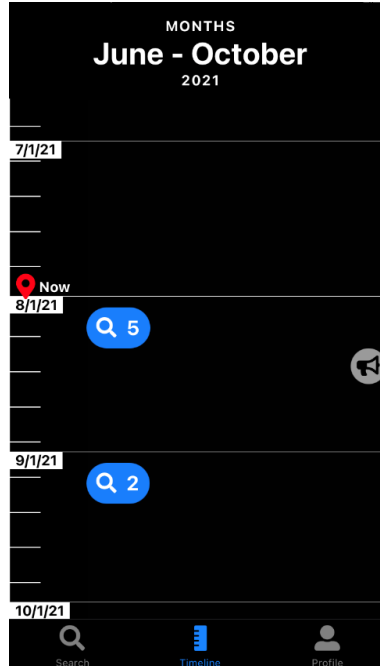 MONTHS
June - October
2021
7/1/21
Now
8/1/21
5
9/1/21
2
10/1/21
Search
Timeline
Profile